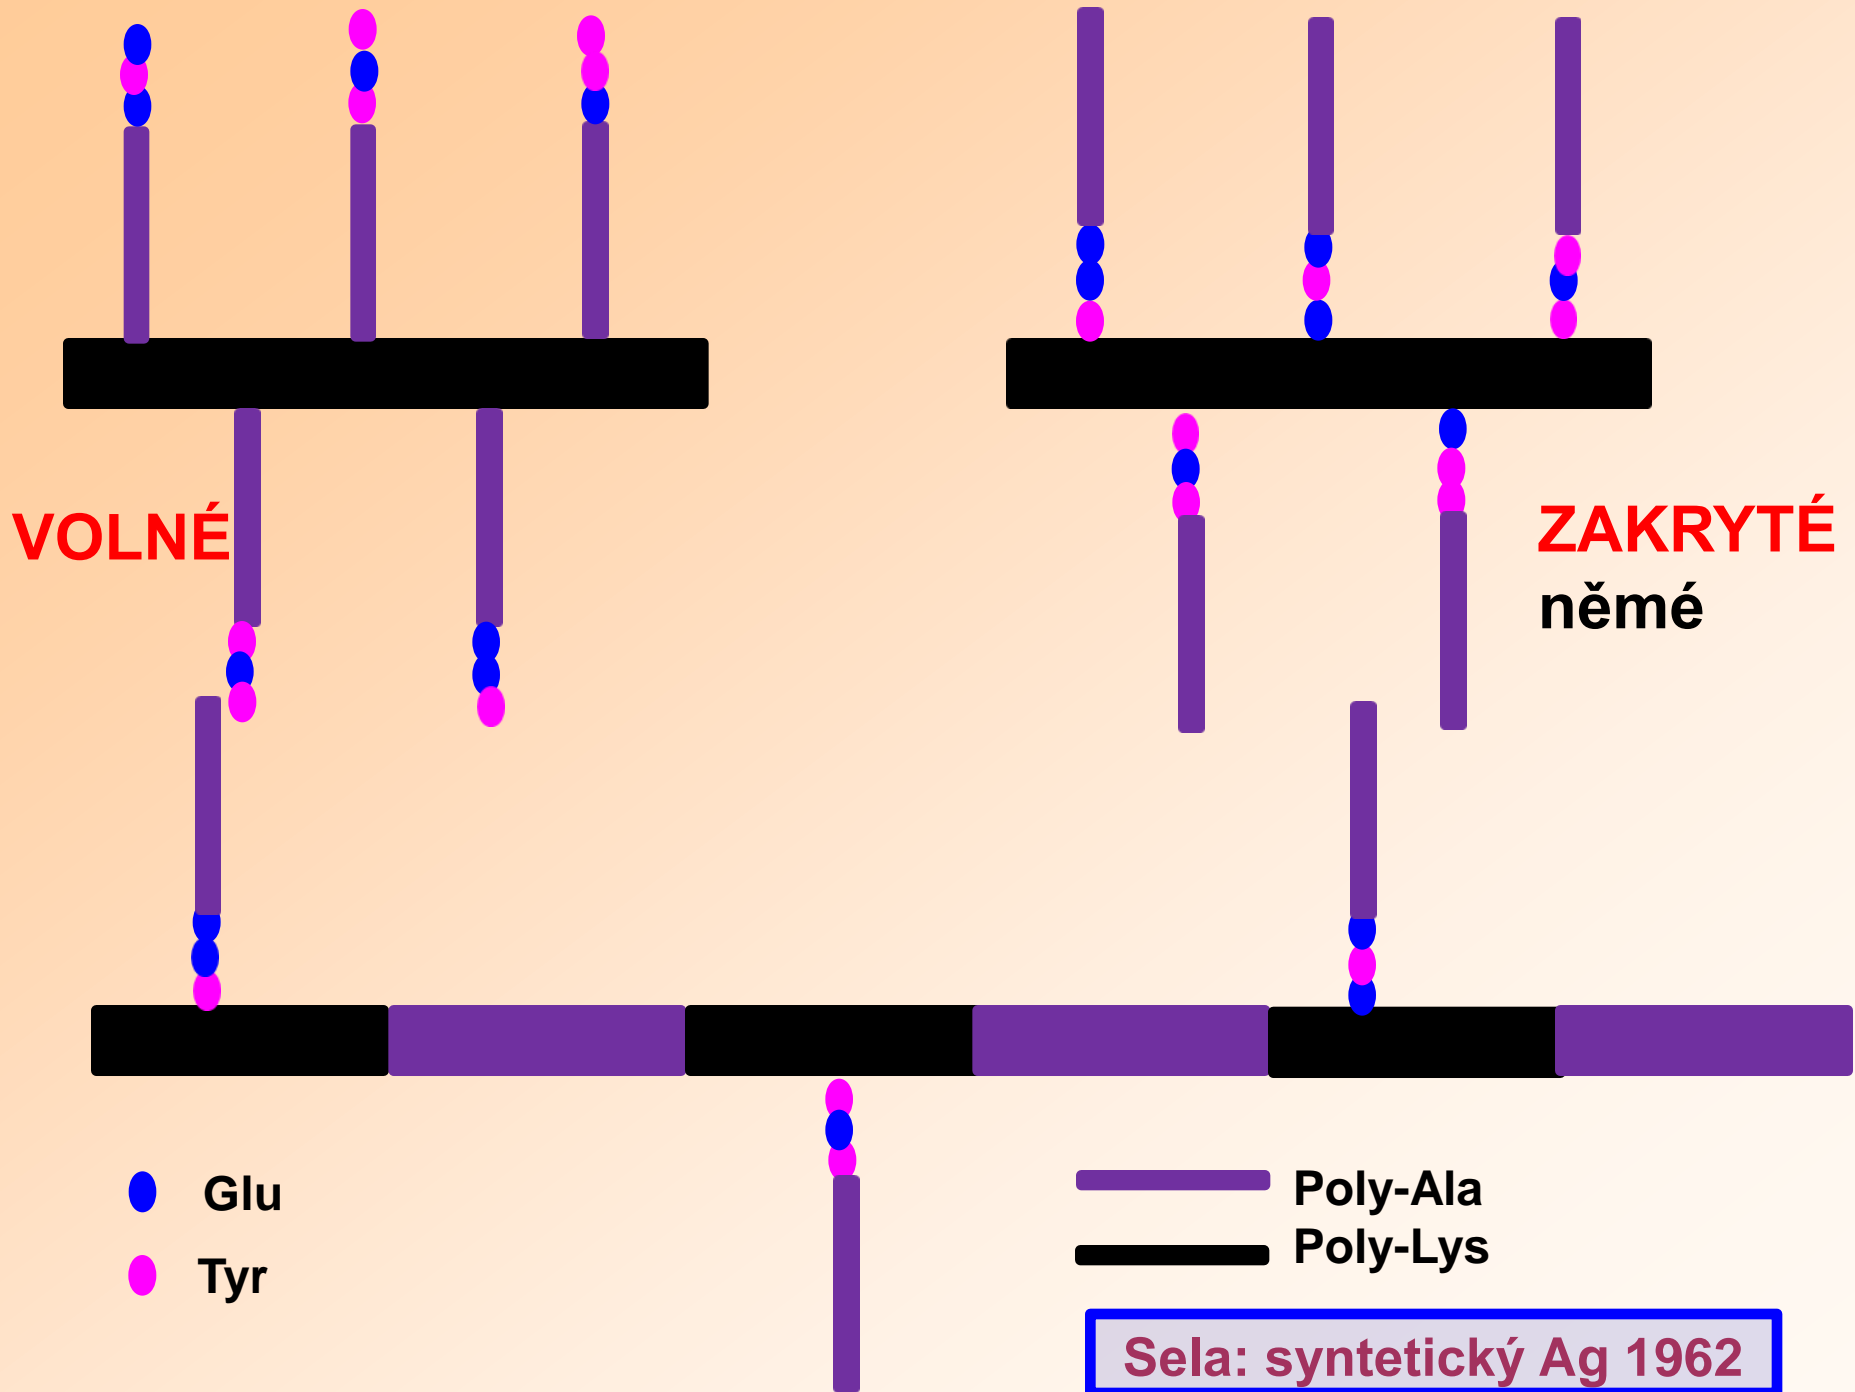 VOLNÉ
ZAKRYTÉ
němé
Glu
Tyr
Poly-Ala
Poly-Lys
Sela: syntetický Ag 1962